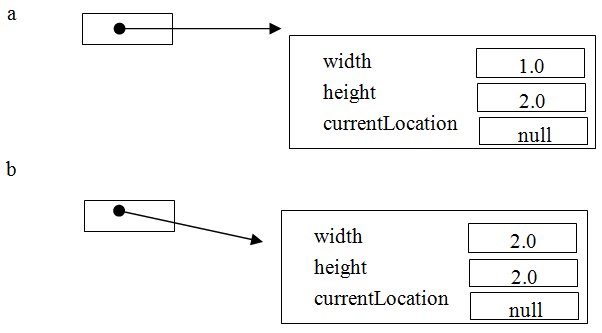 a
width 1.0
height 2.0
currentLocation null
b
width 2.0
height 2.0
currentLocation null